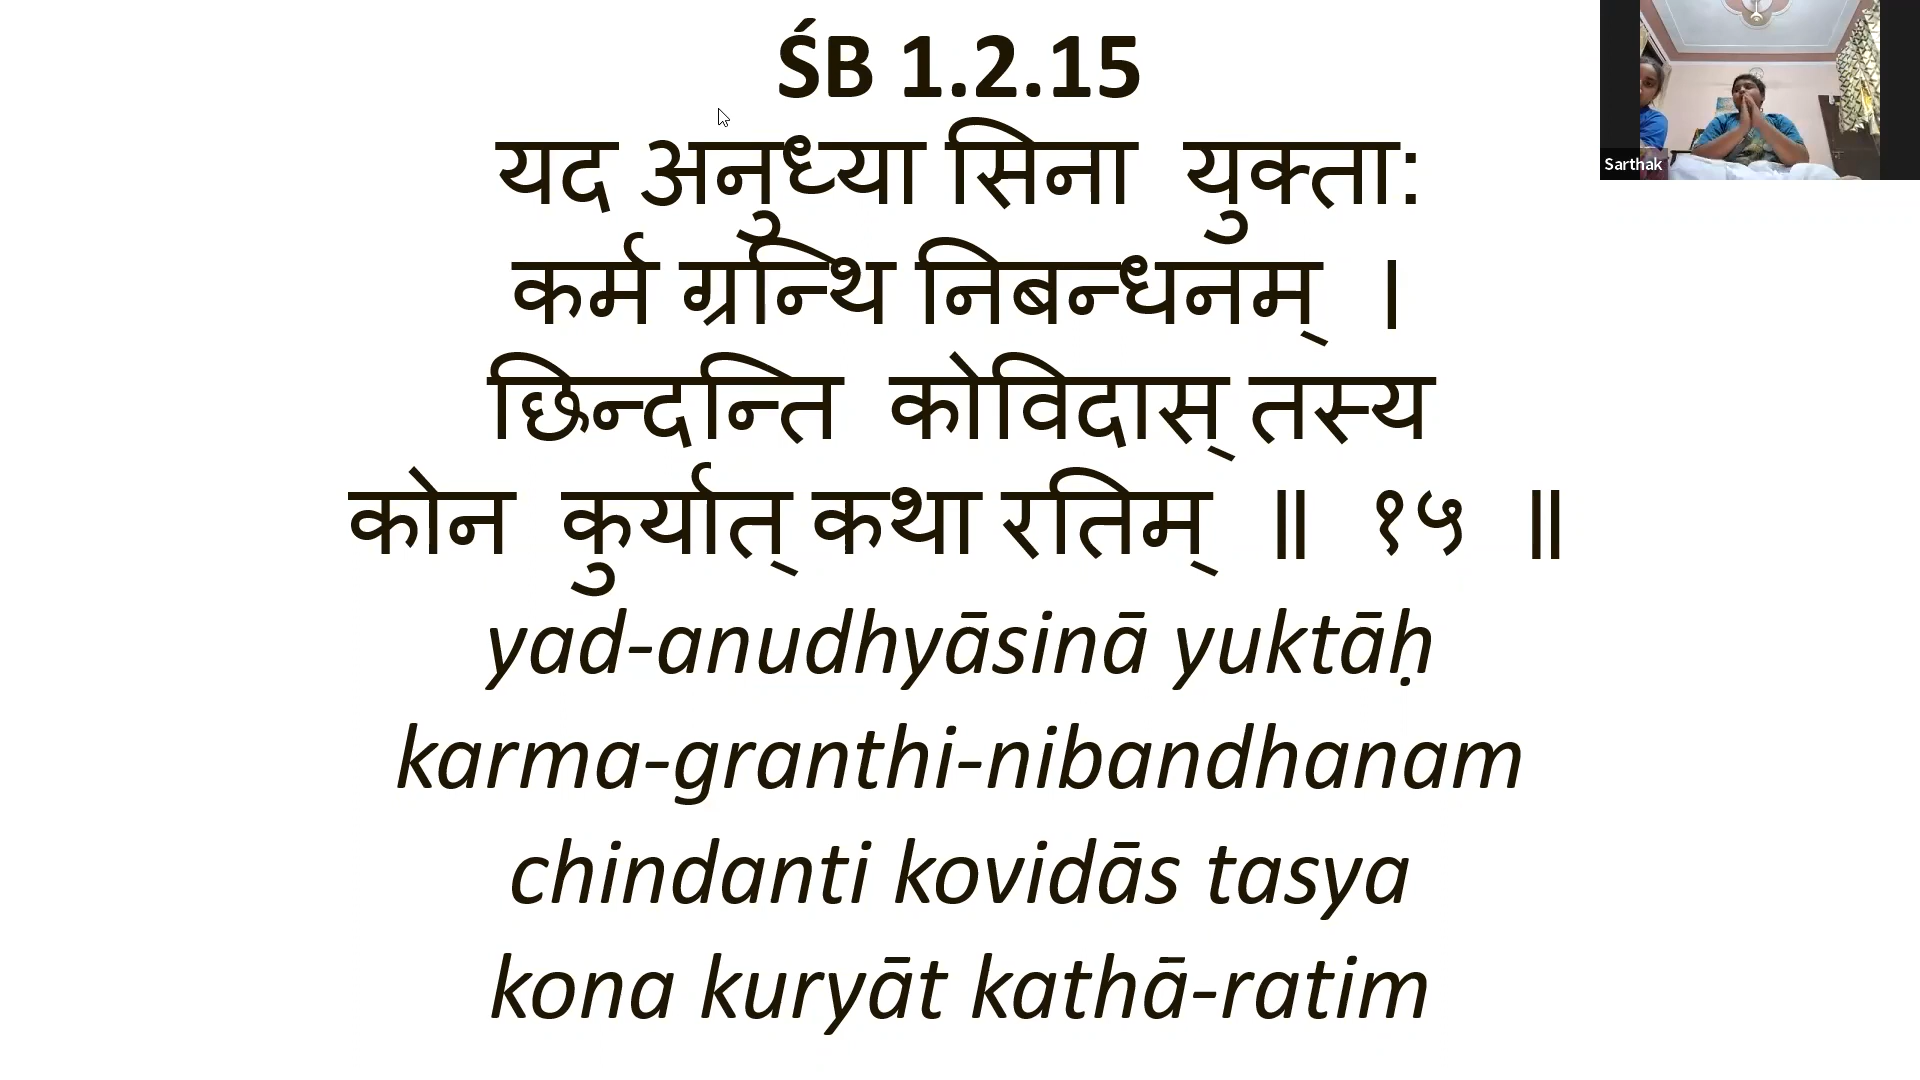 ŚB 1.2.15
यद अनुध्या सिना युक्ता:
कर्म ग्रन्थि निबन्धनम् ।
छिन्दन्ति कोविदास् तस्य
कोन कुर्यात् कथा रतिम् ॥ १५ ॥
yad-anudhyāsinā yuktāḥ
karma-granthi-nibandhanam
chindanti kovidās tasya
kona kuryāt kathā-ratim
Sarthak